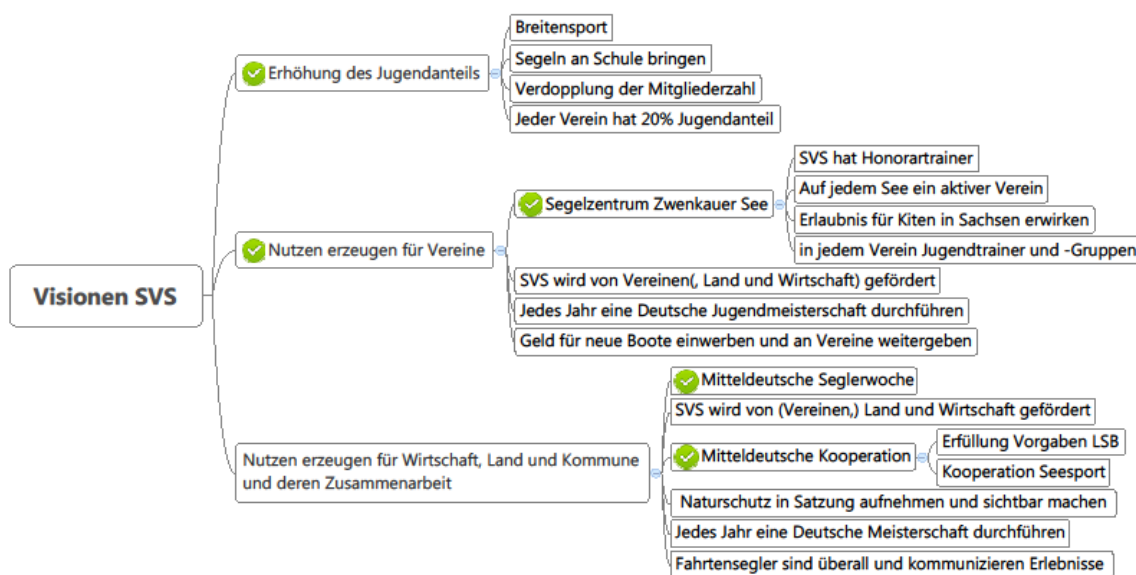 Visionen SVS
Erhöhung des Jugendanteils
Breitensport
Segeln an Schule bringen
Verdopplung der Mitgliederzahl
Jeder Verein hat 20% Jugendanteil
Nutzen erzeugen für Vereine
Segelzentrum Zwenkauer See
SVS hat Honorartrainer
Auf jedem See ein aktiver Verein
Erlaubnis für Kiten in Sachsen erwirken
in jedem Verein Jugendtrainer und -Gruppen
SVS wird von Vereinen(, Land und Wirtschaft) gefördert
Jedes Jahr eine Deutsche Jugendmeisterschaft durchführen
Geld für neue Boote einwerben und an Vereine weitergeben
Nutzen erzeugen für Wirtschaft, Land und Kommune
und deren Zusammenarbeit
Mitteldeutsche Seglerwoche
SVS wird von (Vereinen,) Land und Wirtschaft gefördert
Mitteldeutsche Kooperation
Erfüllung Vorgaben LSB
Kooperation Seesport
Naturschutz in Satzung aufnehmen und sichtbar machen
Jedes Jahr eine Deutsche Meisterschaft durchführen
Fahrtensegler sind überall und kommunizieren Erlebnisse